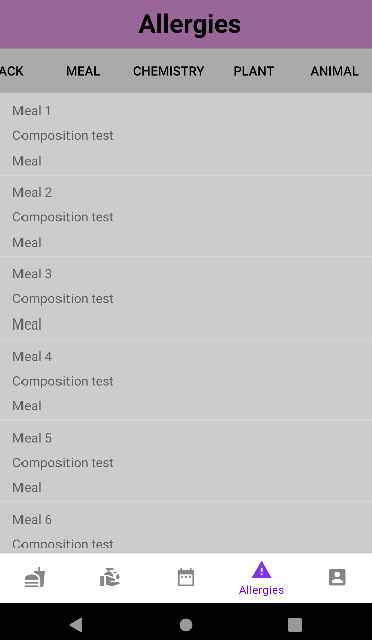 Allergies
ACK MEAL CHEMISTRY PLANT ANIMAL
Meal 1
Composition test
Meal
Meal 2
Composition test
Meal
Meal 3
Composition test
Meal
Meal 4
Composition test
Meal
Meal 5
Composition test
Meal
Meal 6
Composition test
Allergies